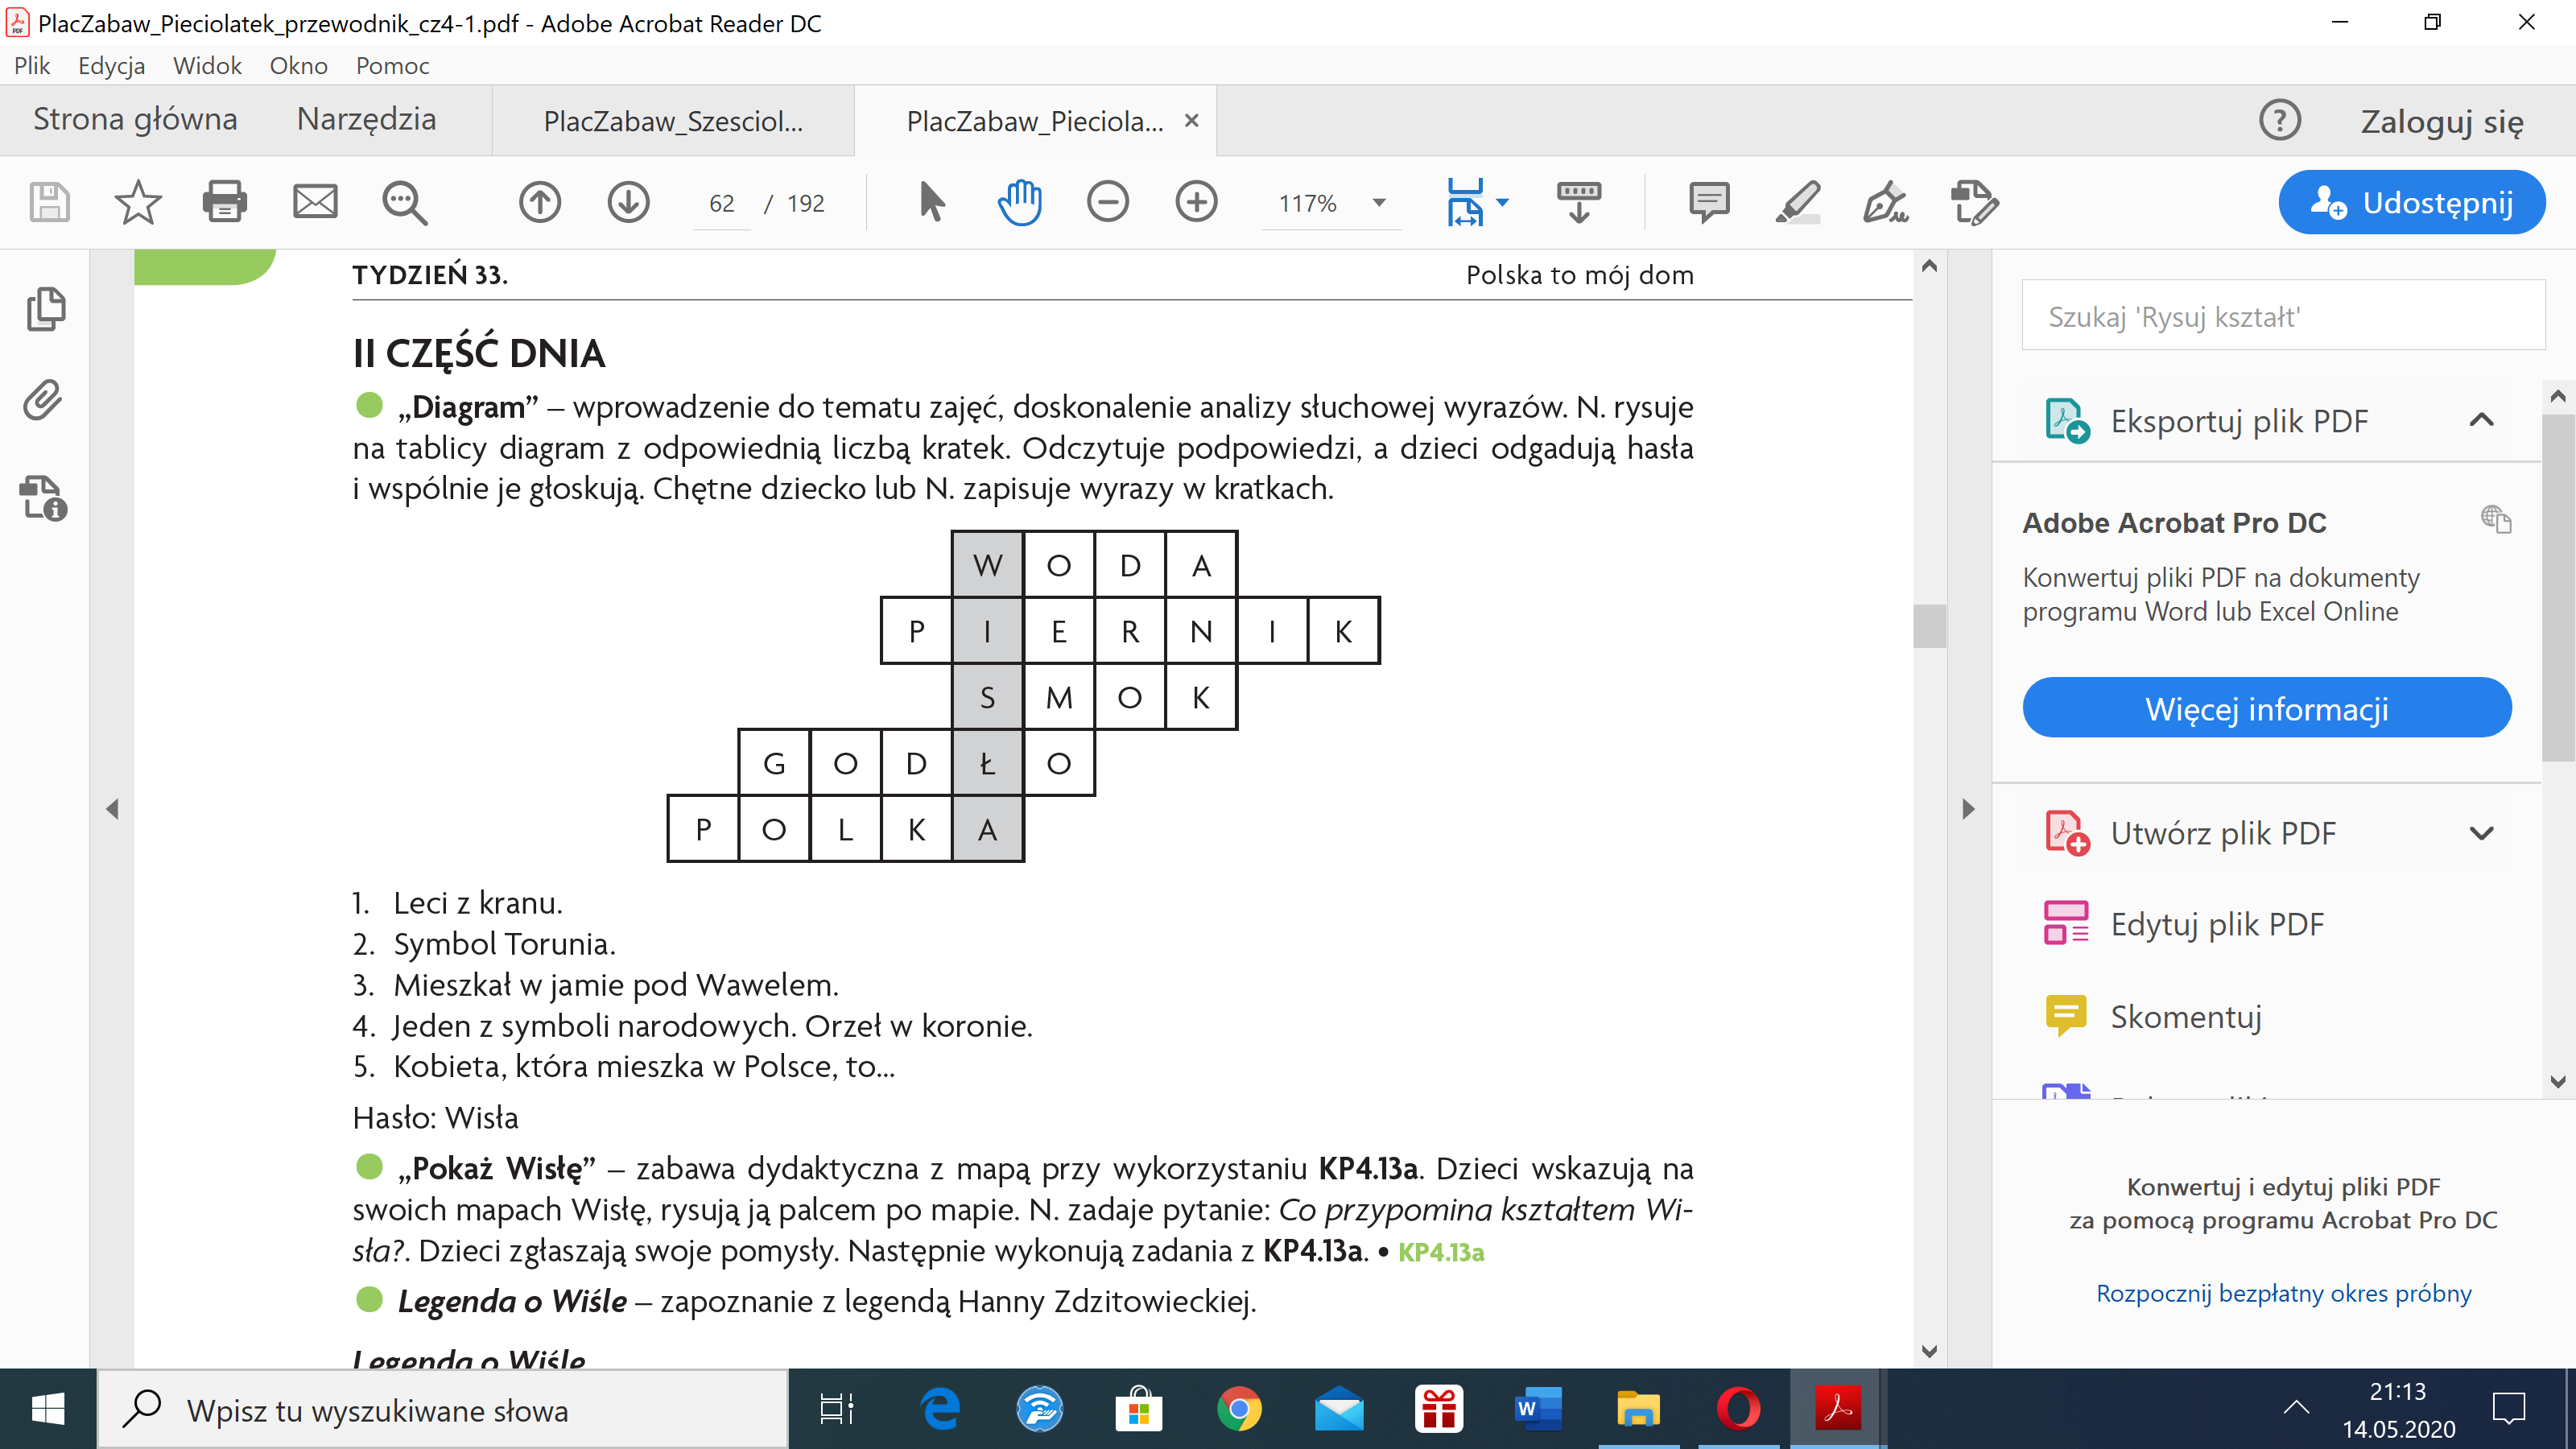 PlacZabaw_Pieciolatek_przewodnik_cz4-1.pdf - Adobe Acrobat Reader DC
Plik Edycja Widok Okno Pomoc
Strona główna Narzędzia PlacZabaw_Szesciol... PlacZabaw_Pieciola... Zaloguj się
62 / 192 117% Udostępnij
TYDZIEŃ 33. Polska to mój dom
II CZĘŚĆ DNIA
„Diagram” – wprowadzenie do tematu zajęć, doskonalenie analizy słuchowej wyrazów. N. rysuje
na tablicy diagram z odpowiednią liczbą kratek. Odczytuje podpowiedzi, a dzieci odgadują hasła
i wspólnie je głoskują. Chętne dziecko lub N. zapisuje wyrazy w kratkach.
W O D A
P I E R N I K
S M O K
G O D Ł O
P O L K A
1. Leci z kranu.
2. Symbol Torunia.
3. Mieszkał w jamie pod Wawelem.
4. Jeden z symboli narodowych. Orzeł w koronie.
5. Kobieta, która mieszka w Polsce, to...
Hasło: Wisła
„Pokaż Wisłę” – zabawa dydaktyczna z mapą przy wykorzystaniu KP4.13a. Dzieci wskazują na
swoich mapach Wisłę, rysują ją palcem po mapie. N. zadaje pytanie: Co przypomina kształtem Wi-
sła?. Dzieci zgłaszają swoje pomysły. Następnie wykonują zadania z KP4.13a. • KP4.13a
Legenda o Wiśle – zapoznanie z legendą Hanny Zdzitowieckiej.
Legenda o Wiśle
Szukaj 'Rysuj kształt'
Eksportuj plik PDF
Adobe Acrobat Pro DC
Konwertuj pliki PDF na dokumenty
programu Word lub Excel Online
Więcej informacji
Utwórz plik PDF
Edytuj plik PDF
Skomentuj
Konwertuj i edytuj pliki PDF
za pomocą programu Acrobat Pro DC
Rozpocznij bezpłatny okres próbny
Wpisz tu wyszukiwane słowa
21:13
14.05.2020